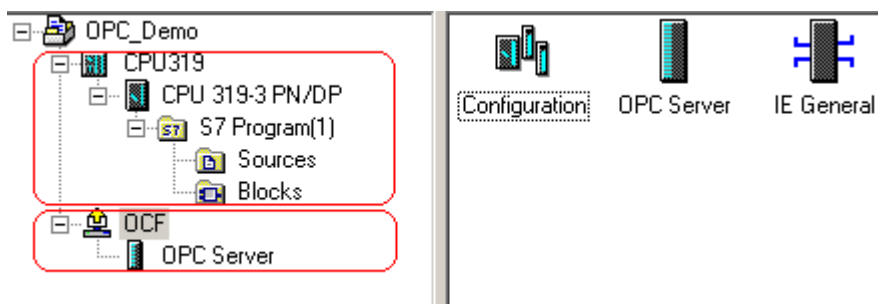 OPC_Demo
CPU319
CPU 319-3 PN/DP
S7 S7 Program(1)
Sources
Blocks
OCF
OPC Server
Configuration OPC Server IE General